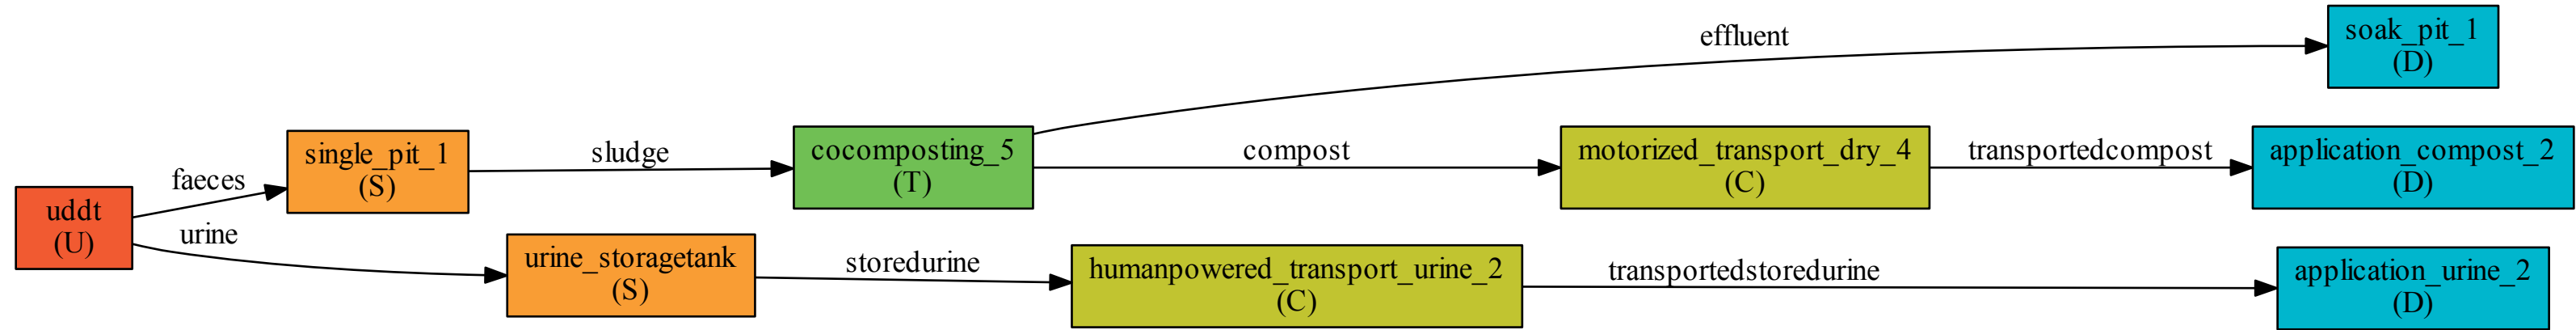 effluent
soak_pit_1
(D)
faeces
single_pit_1
(S)
sludge
cocomposting_5
(T)
compost
motorized_transport_dry_4
(C)
transportedcompost
application_compost_2
(D)
uddt
(U)
urine
urine_storagetank
(S)
storedurine
humanpowered_transport_urine_2
(C)
transportedstoredurine
application_urine_2
(D)